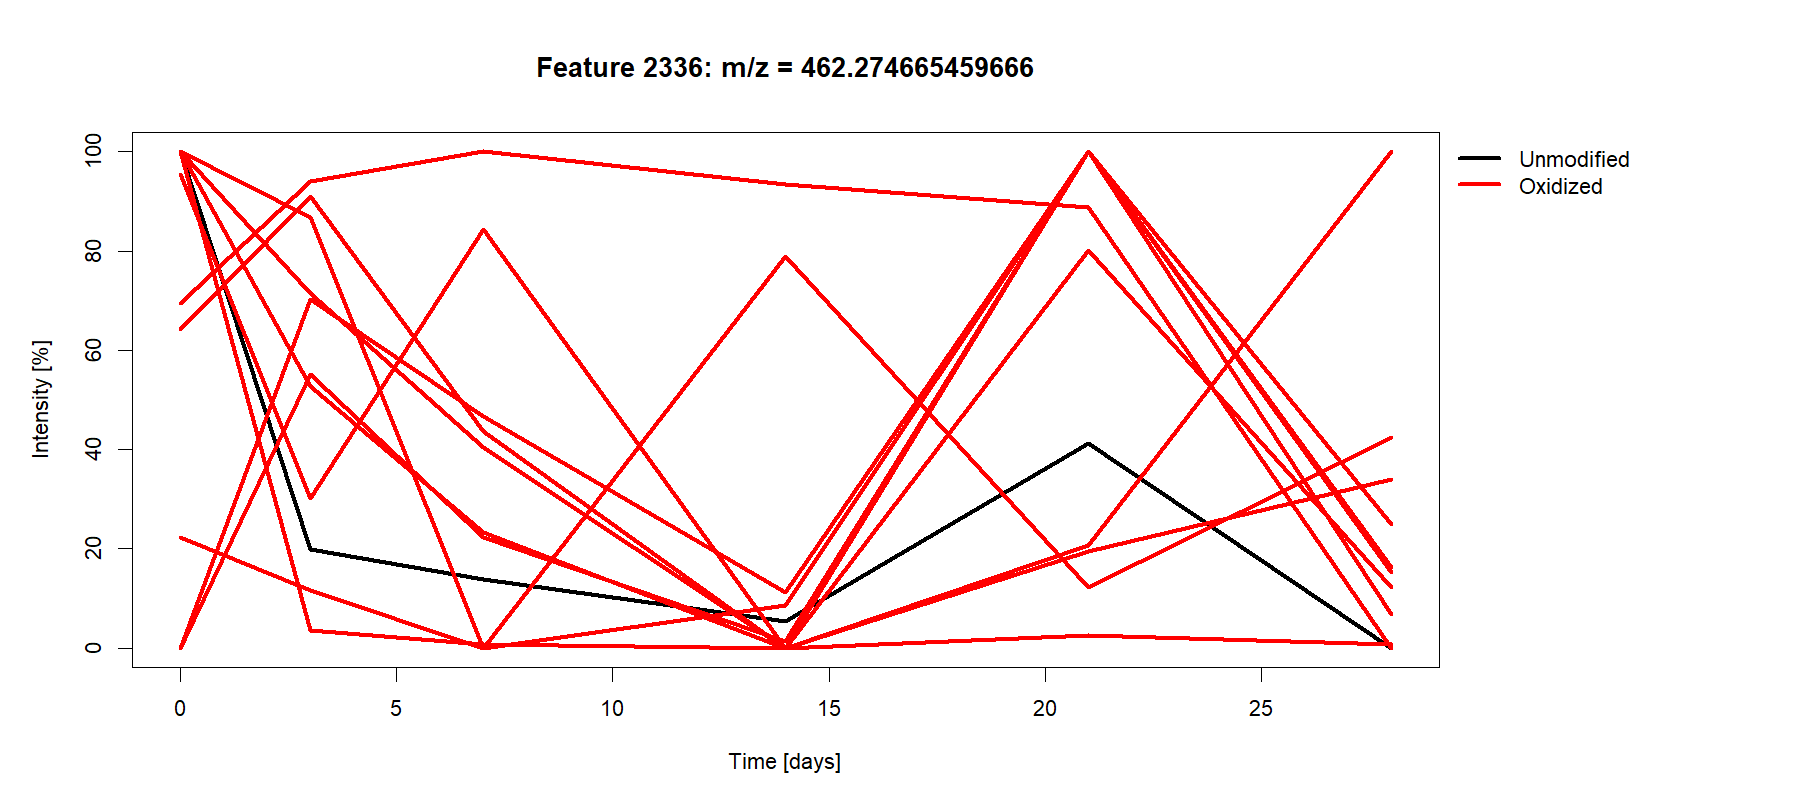 Feature 2336: m/z = 462.274665459666
Unmodified
Oxidized
Intensity [%]
100
80
60
40
20
0
0 5 10 15 20 25
Time [days]